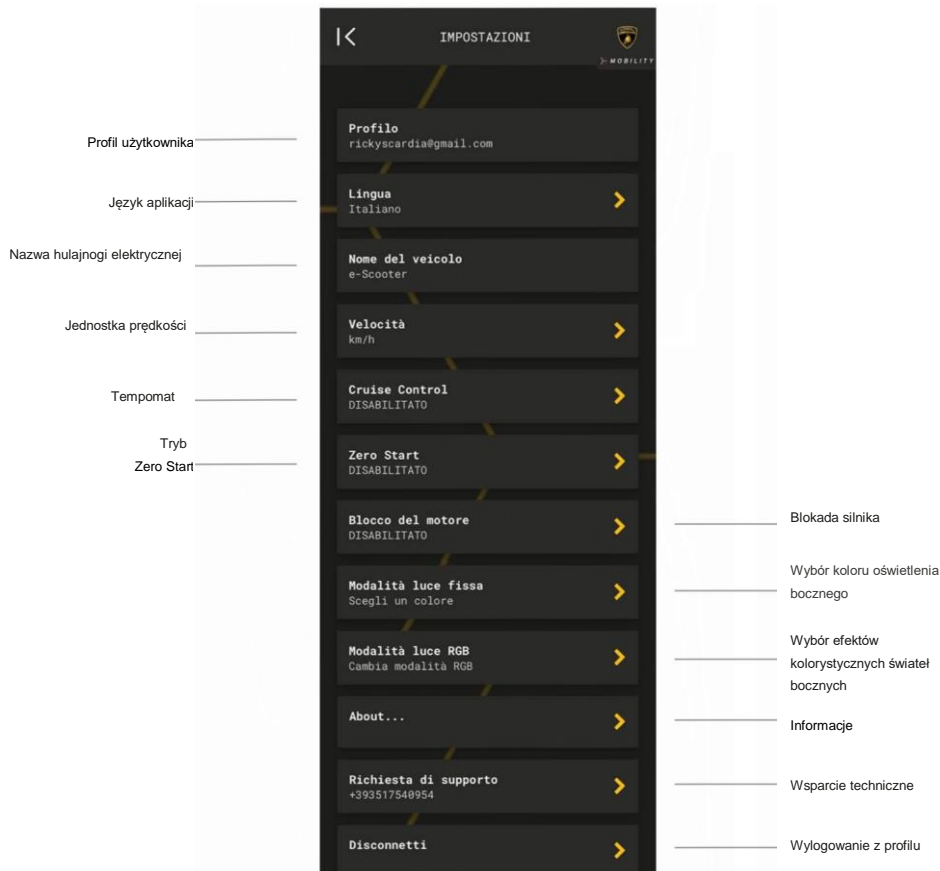 IMPOSTAZIONI
MOBILITY
Profil użytkownika
Profilo
rickyscardia@gmail.com
Język aplikacji
Lingua
Italiano
Nazwa hulajnogi elektrycznej
Nome del veicolo
e-Scooter
Jednostka prędkości
Velocità
km/h
Tempomat
Cruise Control
DISABILITATO
Tryb
Zero Start
Zero Start
DISABILITATO
Blocco del motore
DISABILITATO
Blokada silnika
Modalità luce fissa
Scegli un colore
Wybór koloru oświetlenia
bocznego
Modalità luce RGB
Cambia modalità RGB
Wybór efektów
kolorystycznych świateł
bocznych
About...
Informacje
Richiesta di supporto
+393517540954
Wsparcie techniczne
Disconnetti
Wylogowanie z profilu